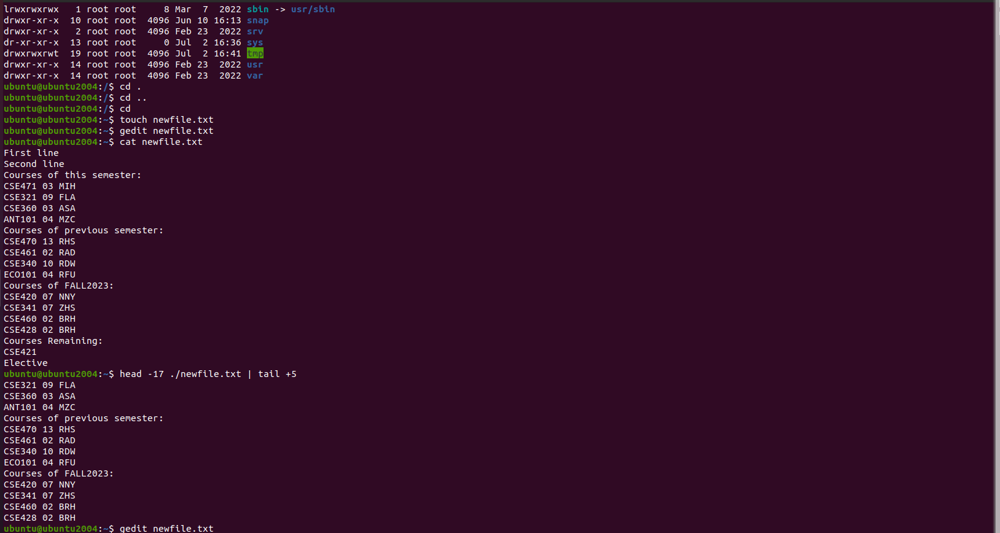 lrwxrwxrwx   1 root root     8 Mar  7  2022 sbin -> usr/sbin
drwxr-xr-x  10 root root  4096 Jun 10 16:13 snap
drwxr-xr-x   2 root root  4096 Feb 23  2022 srv
dr-xr-xr-x  13 root root     0 Jul  2 16:36 sys
drwxrwxrwt  19 root root  4096 Jul  2 16:41 tmp
drwxr-xr-x  14 root root  4096 Feb 23  2022 usr
drwxr-xr-x  14 root root  4096 Feb 23  2022 var
ubuntu@ubuntu2004:/$ cd .
ubuntu@ubuntu2004:/$ cd ..
ubuntu@ubuntu2004:/$ cd
ubuntu@ubuntu2004:~$ touch newfile.txt
ubuntu@ubuntu2004:~$ gedit newfile.txt
ubuntu@ubuntu2004:~$ cat newfile.txt
First line
Second line
Courses of this semester:
CSE471 03 MIH
CSE321 09 FLA
CSE360 03 ASA
ANT101 04 MZC
Courses of previous semester:
CSE470 13 RHS
CSE461 02 RAD
CSE340 10 RDW
ECO101 04 RFU
Courses of FALL2023:
CSE420 07 NNY
CSE341 07 ZHS
CSE460 02 BRH
CSE428 02 BRH
Courses Remaining:
CSE421
Elective
ubuntu@ubuntu2004:~$ head -17 ./newfile.txt | tail +5
CSE321 09 FLA
CSE360 03 ASA
ANT101 04 MZC
Courses of previous semester:
CSE470 13 RHS
CSE461 02 RAD
CSE340 10 RDW
ECO101 04 RFU
Courses of FALL2023:
CSE420 07 NNY
CSE341 07 ZHS
CSE460 02 BRH
CSE428 02 BRH
ubuntu@ubuntu2004:~$ gedit newfile.txt